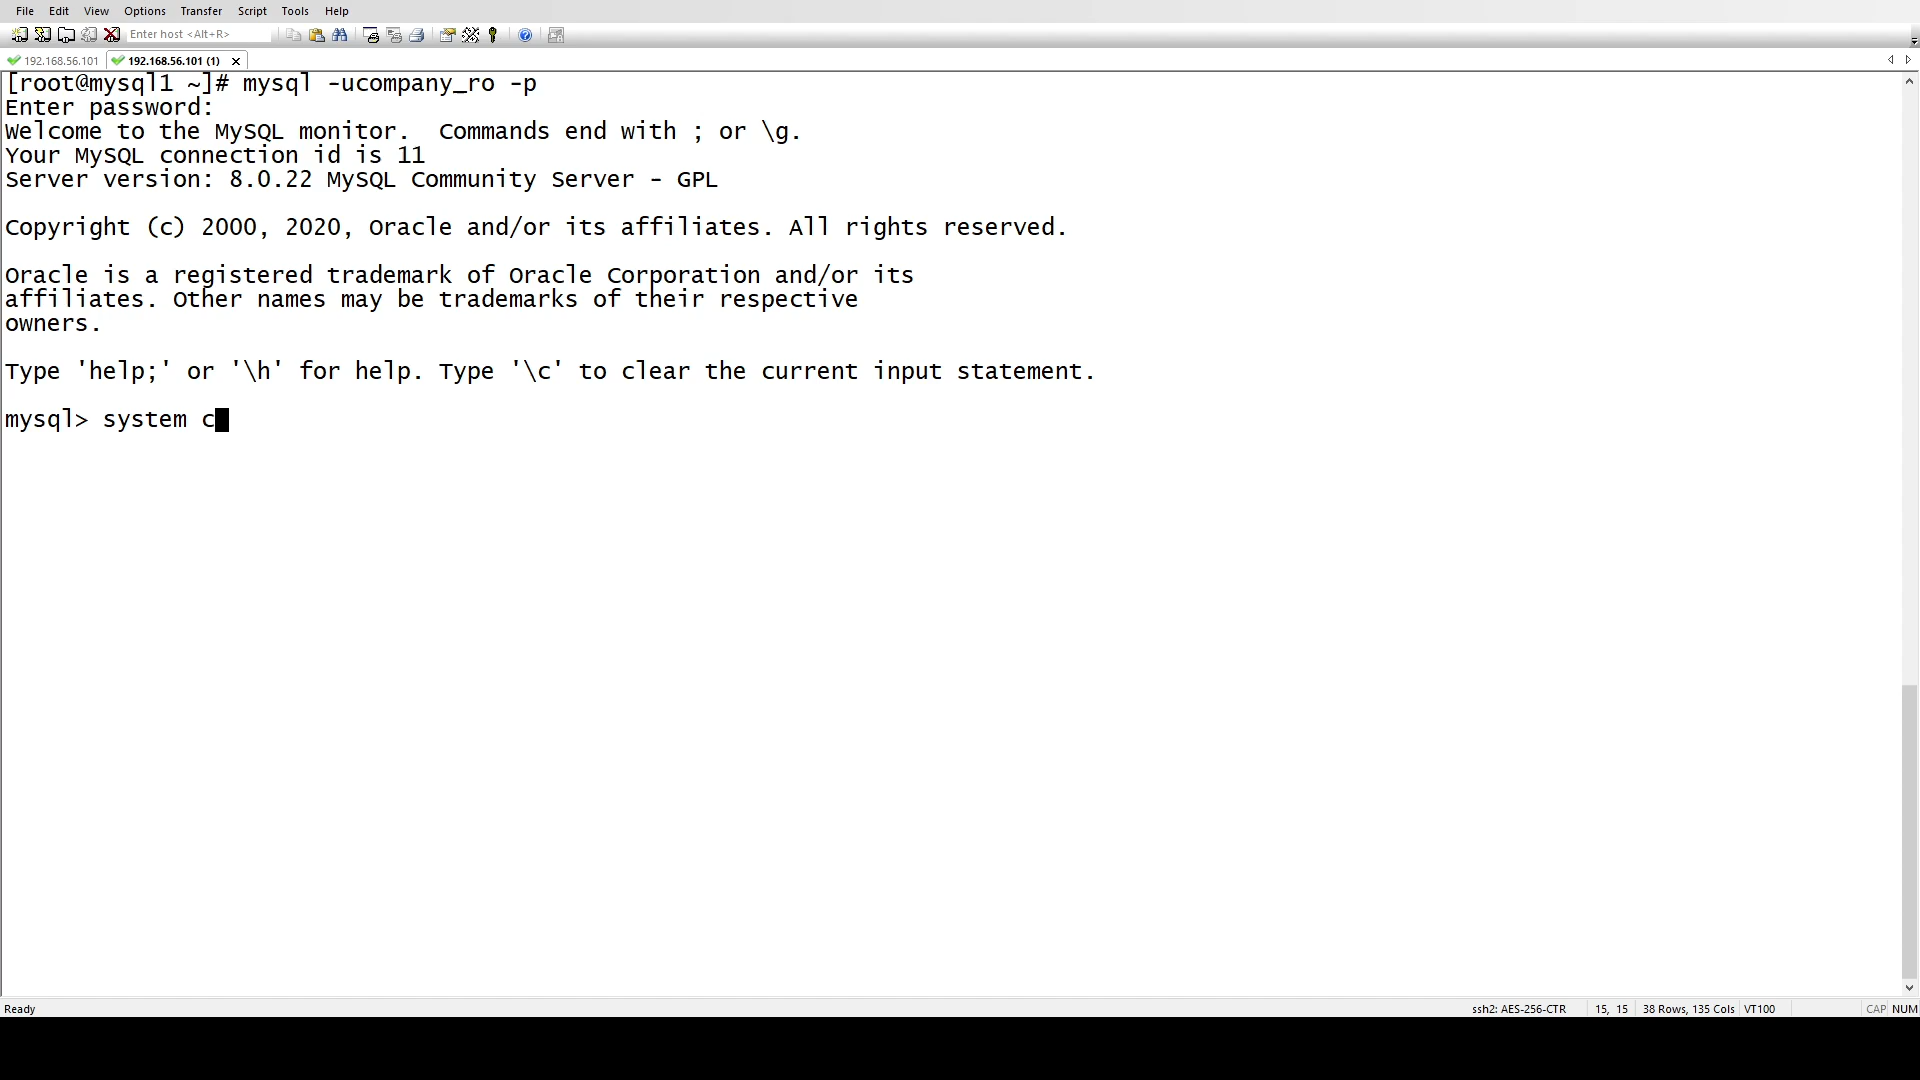 File Edit View Options Transfer Script Tools Help
Enter host <Alt+R>
192.168.56.101 192.168.56.101 (1)
[root@mysql1 ~]# mysql -ucompany_ro -p
Enter password:
Welcome to the MySQL monitor.  Commands end with ; or \g.
Your MySQL connection id is 11
Server version: 8.0.22 MySQL Community Server - GPL
Copyright (c) 2000, 2020, Oracle and/or its affiliates. All rights reserved.
Oracle is a registered trademark of Oracle Corporation and/or its
affiliates. Other names may be trademarks of their respective
owners.
Type 'help;' or '\h' for help. Type '\c' to clear the current input statement.
mysql> system c
Ready ssh2: AES-256-CTR 15, 15 38 Rows, 135 Cols VT100 CAP NUM